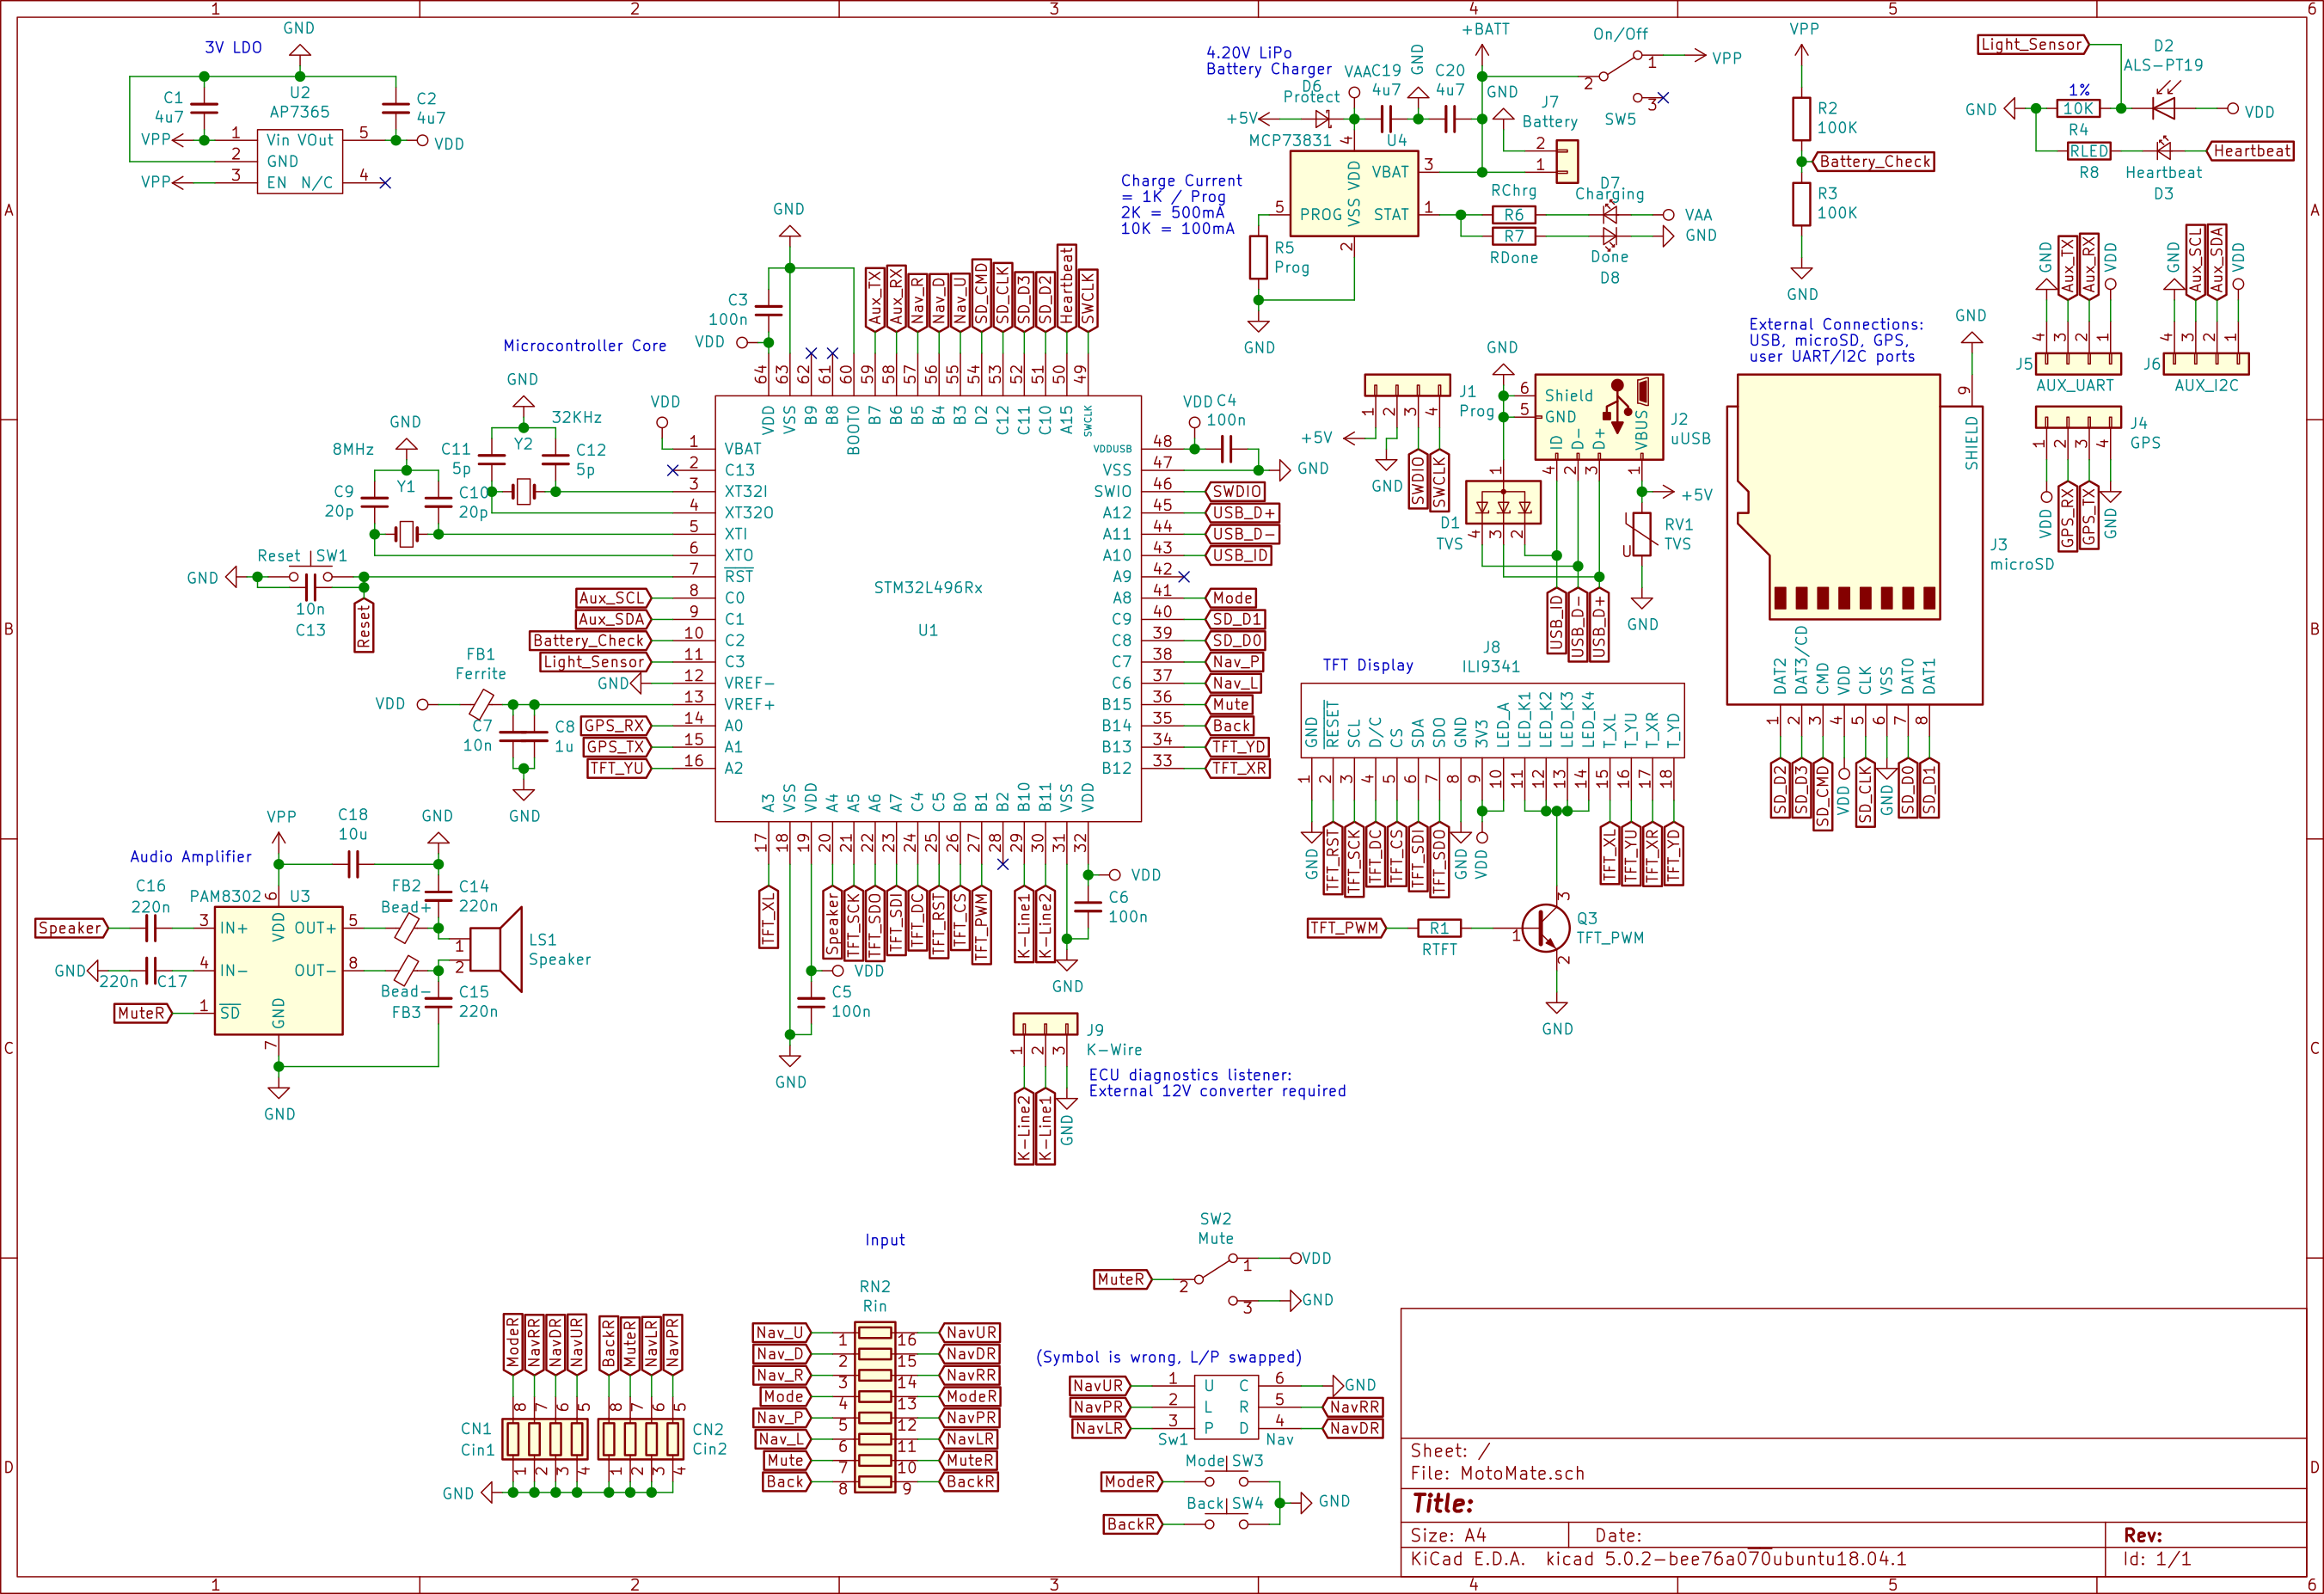 1 2 3 4 5 6
A
B
C
D
3V LDO
GND
U2
AP7365
C1
4u7
C2
4u7
VPP
1 Vin VOut 5
VDD
2 GND
VPP
3 EN N/C 4
4.20V LiPo
Battery Charger
D6
Protect
VAA
C19
4u7
GND
C20
4u7
+BATT
GND
J7
Battery
2
1
On/Off
1
2
3
SW5
VPP
+5V
MCP73831
U4
4
VDD
VBAT 3
5 PROG
VSS
STAT 1
2
Charge Current
= 1K / Prog
2K = 500mA
10K = 100mA
R5
Prog
GND
RChrg
R6
R7
RDone
D7
Charging
VAA
GND
Done
D8
VPP
R2
100K
Battery_Check
R3
100K
GND
Light_Sensor
D2
ALS-PT19
1%
GND
10K
R4
VDD
RLED
R8
Heartbeat
D3
Heartbeat
GND
Aux_TX
Aux_RX
VDD
4 3 2 1
J5
AUX_UART
GND
Aux_SCL
Aux_SDA
VDD
4 3 2 1
J6
AUX_I2C
J4
GPS
1 2 3 4
VDD
GPS_RX
GPS_TX
GND
External Connections:
USB, microSD, GPS,
user UART/I2C ports
GND
9
SHIELD
J3
microSD
DAT2
DAT3/CD
CMD
VDD
CLK
VSS
DAT0
DAT1
1 2 3 4 5 6 7 8
SD_D2
SD_D3
SD_CMD
VDD
SD_CLK
GND
SD_D0
SD_D1
J1
Prog
1 2 3 4
+5V
GND
SWDIO
SWCLK
GND
6 Shield
5 GND
ID
D-
D+
VBUS
4 2 3 1
J2
uUSB
1
D1
TVS
4 3 2
+5V
RV1
TVS
U
GND
USB_ID
USB_D-
USB_D+
Microcontroller Core
GND
C3
100n
VDD
Aux_TX
Aux_RX
Nav_R
Nav_D
Nav_U
SD_CMD
SD_CLK
SD_D3
SD_D2
Heartbeat
SWCLK
64 63 62 61 60 59 58 57 56 55 54 53 52 51 50 49
VDD VSS B9 B8 BOOT0 B7 B6 B5 B4 B3 D2 C12 C11 C10 A15 SWCLK
STM32L496Rx
U1
VDD
1 VBAT
2 C13
3 XT32I
4 XT32O
5 XTI
6 XTO
7 RST
Aux_SCL 8 C0
Aux_SDA 9 C1
Battery_Check 10 C2
Light_Sensor 11 C3
GND 12 VREF-
13 VREF+
GPS_RX 14 A0
GPS_TX 15 A1
TFT_YU 16 A2
VDDUSB 48
VSS 47
SWIO 46 SWDIO
A12 45 USB_D+
A11 44 USB_D-
A10 43 USB_ID
A9 42
A8 41 Mode
C9 40 SD_D1
C8 39 SD_D0
C7 38 Nav_P
C6 37 Nav_L
B15 36 Mute
B14 35 Back
B13 34 TFT_YD
B12 33 TFT_XR
VDD
C4
100n
GND
A3 VSS VDD A4 A5 A6 A7 C4 C5 B0 B1 B2 B10 B11 VSS VDD
17 18 19 20 21 22 23 24 25 26 27 28 29 30 31 32
TFT_XL
Speaker
TFT_SCK
TFT_SDO
TFT_SDI
TFT_DC
TFT_RST
TFT_CS
TFT_PWM
K-Line1
K-Line2
VDD
C6
100n
GND
VDD
C5
100n
GND
GND
32KHz
C11
5p
Y2
C12
5p
8MHz
GND
C9
20p
Y1
C10
20p
GND
Reset
SW1
10n
C13
Reset
FB1
Ferrite
VDD
C7
10n
C8
1u
GND
Audio Amplifier
VPP
C18
10u
GND
C16
220n
PAM8302
U3
6
FB2
Bead+
C14
220n
Speaker
3 IN+
VDD
OUT+ 5
GND
4 IN-
OUT- 8
220n
C17
MuteR
1 SD
GND
7
Bead-
FB3
C15
220n
1
2
LS1
Speaker
GND
J9
K-Wire
1 2 3
K-Line2
K-Line1
GND
ECU diagnostics listener:
External 12V converter required
TFT Display
J8
ILI9341
GND RESET SCL D/C CS SDA SDO GND 3V3 LED_A LED_K1 LED_K2 LED_K3 LED_K4 T_XL T_YU T_XR T_YD
1 2 3 4 5 6 7 8 9 10 11 12 13 14 15 16 17 18
GND
TFT_RST
TFT_SCK
TFT_DC
TFT_CS
TFT_SDI
TFT_SDO
GND
VDD
TFT_XL
TFT_YU
TFT_XR
TFT_YD
TFT_PWM
R1
RTFT
1
3
2
Q3
TFT_PWM
GND
Input
ModeR
NavRR
NavDR
NavUR
BackR
MuteR
NavLR
NavPR
8 7 6 5 8 7 6 5
CN1
Cin1
CN2
Cin2
1 2 3 4 1 2 3 4
GND
RN2
Rin
Nav_U 1 16 NavUR
Nav_D 2 15 NavDR
Nav_R 3 14 NavRR
Mode 4 13 ModeR
Nav_P 5 12 NavPR
Nav_L 6 11 NavLR
Mute 7 10 MuteR
Back 8 9 BackR
SW2
Mute
MuteR
2
1
VDD
3
GND
(Symbol is wrong, L/P swapped)
NavUR 1 U C 6 GND
NavPR 2 L R 5 NavRR
NavLR 3 P D 4 NavDR
Sw1
Nav
Mode SW3
ModeR
Back SW4
BackR
GND
Sheet: /
File: MotoMate.sch
Title:
Size: A4
Date:
Rev:
KiCad E.D.A. kicad 5.0.2-bee76a070ubuntu18.04.1
Id: 1/1
A
B
C
D
1 2 3 4 5 6